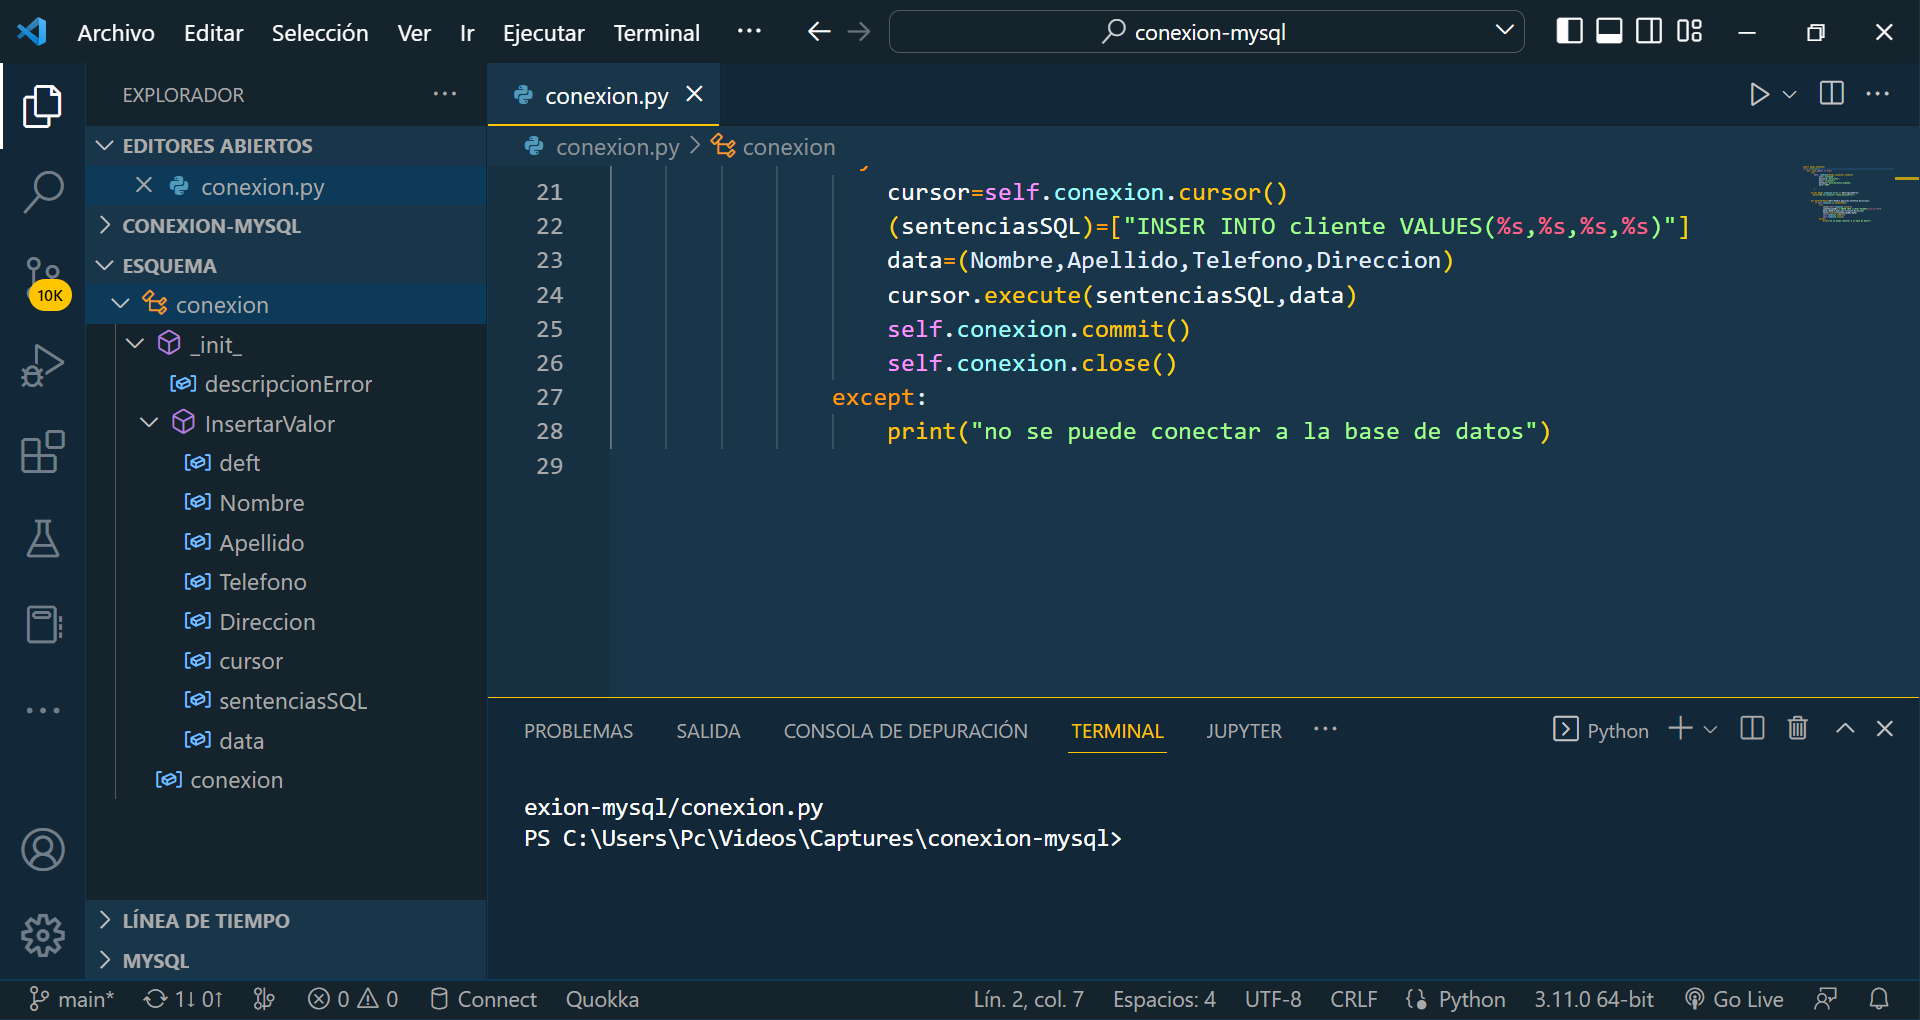 Archivo Editar Selección Ver Ir Ejecutar Terminal ··· conexion-mysql
EXPLORADOR ···
EDITORES ABIERTOS
conexion.py
CONEXION-MYSQL
ESQUEMA
conexion
_init_
descripcionError
InsertarValor
deft
Nombre
Apellido
Telefono
Direccion
cursor
sentenciasSQL
data
conexion
LÍNEA DE TIEMPO
MYSQL
10K
conexion.py
conexion.py > conexion
21 cursor=self.conexion.cursor()
22 (sentenciasSQL)=["INSER INTO cliente VALUES(%s,%s,%s,%s)"]
23 data=(Nombre,Apellido,Telefono,Direccion)
24 cursor.execute(sentenciasSQL,data)
25 self.conexion.commit()
26 self.conexion.close()
27 except:
28 print("no se puede conectar a la base de datos")
29
PROBLEMAS SALIDA CONSOLA DE DEPURACIÓN TERMINAL JUPYTER ··· Python
exion-mysql/conexion.py
PS C:\Users\Pc\Videos\Captures\conexion-mysql>
main* 1↓ 0↑ 0 0 Connect Quokka Lín. 2, col. 7 Espacios: 4 UTF-8 CRLF Python 3.11.0 64-bit Go Live